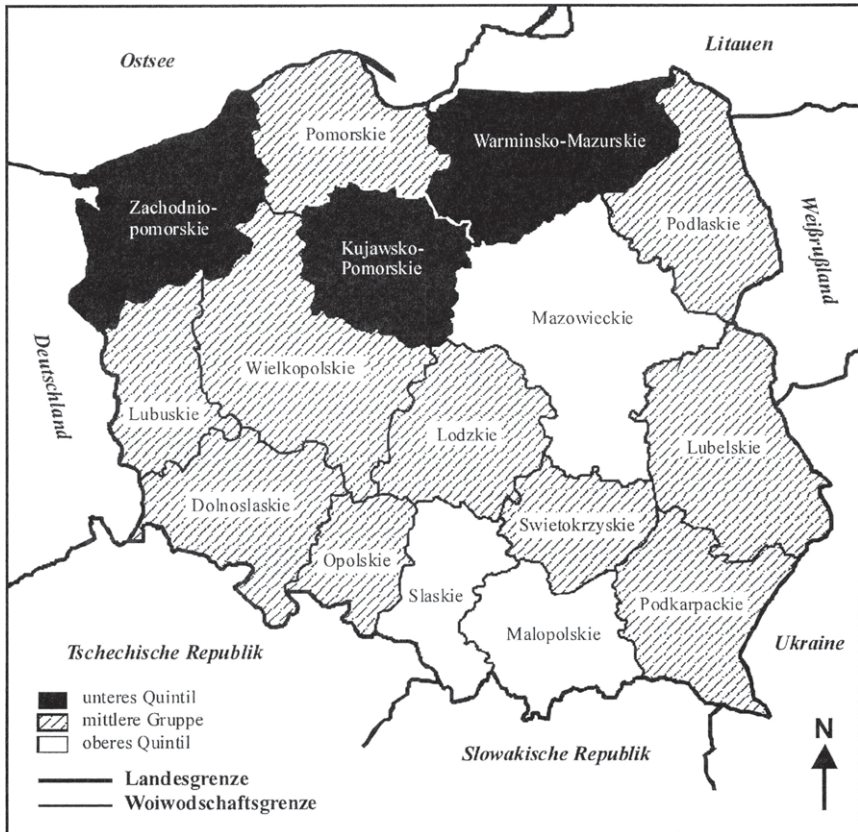 Ostsee
Litauen
Pomorskie
Warminsko-Mazurskie
Zachodnio-
pomorskie
Podlaskie
Kujawsko-
Pomorskie
Weißrußland
Mazowieckie
Deutschland
Wielkopolskie
Lubuskie
Lodzkie
Lubelskie
Dolnoslaskie
Swietokrzyskie
Opolskie
Slaskie
Podkarpackie
Malopolskie
Tschechische Republik
Ukraine
unteres Quintil
mittlere Gruppe
oberes Quintil
Slowakische Republik
N
Landesgrenze
Woiwodschaftsgrenze